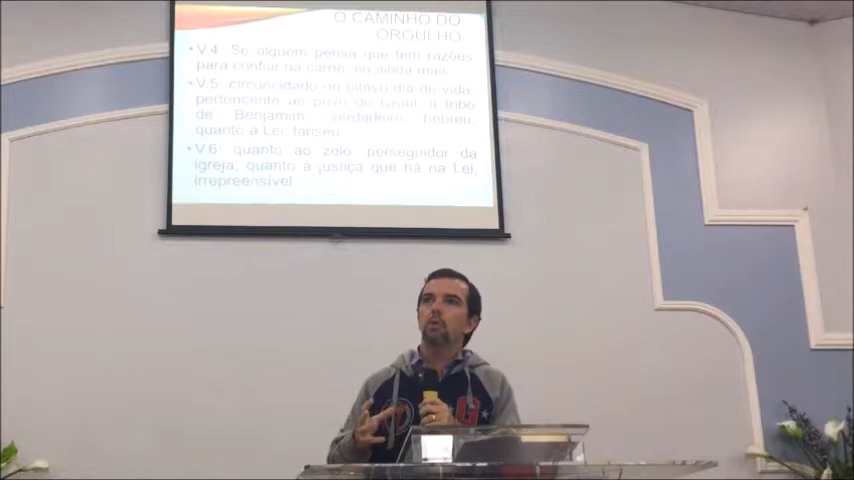 O CAMINHO DO
ORGULHO
• V.4 Se alguém pensa que tem razões
para confiar na carne, eu ainda mais:
• V.5 circuncidado no oitavo dia de vida,
pertencente ao povo de Israel, à tribo
de Benjamim, verdadeiro hebreu;
quanto à Lei, fariseu;
• V.6 quanto ao zelo, perseguidor da
igreja; quanto à justiça que há na Lei,
irrepreensível